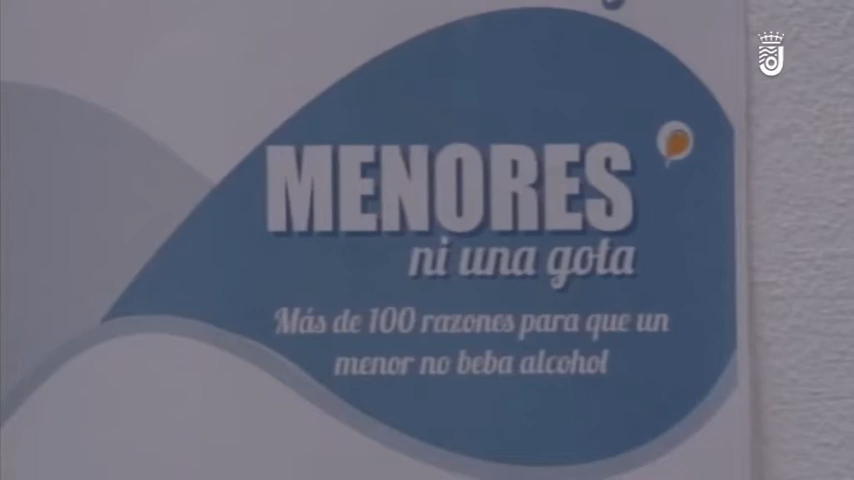 MENORES
ni una gota
Más de 100 razones para que un
menor no beba alcohol